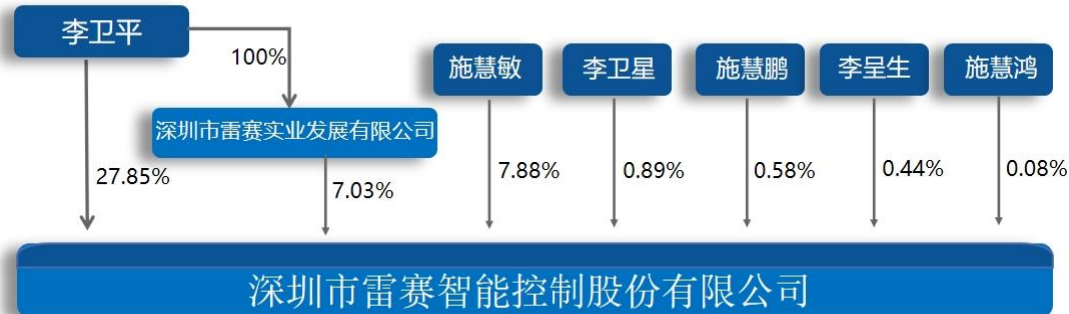 李卫平
100%
施慧敏
李卫星
施慧鹏
李呈生
施慧鸿
深圳市雷赛实业发展有限公司
27.85%
7.03%
7.88%
0.89%
0.58%
0.44%
0.08%
深圳市雷赛智能控制股份有限公司